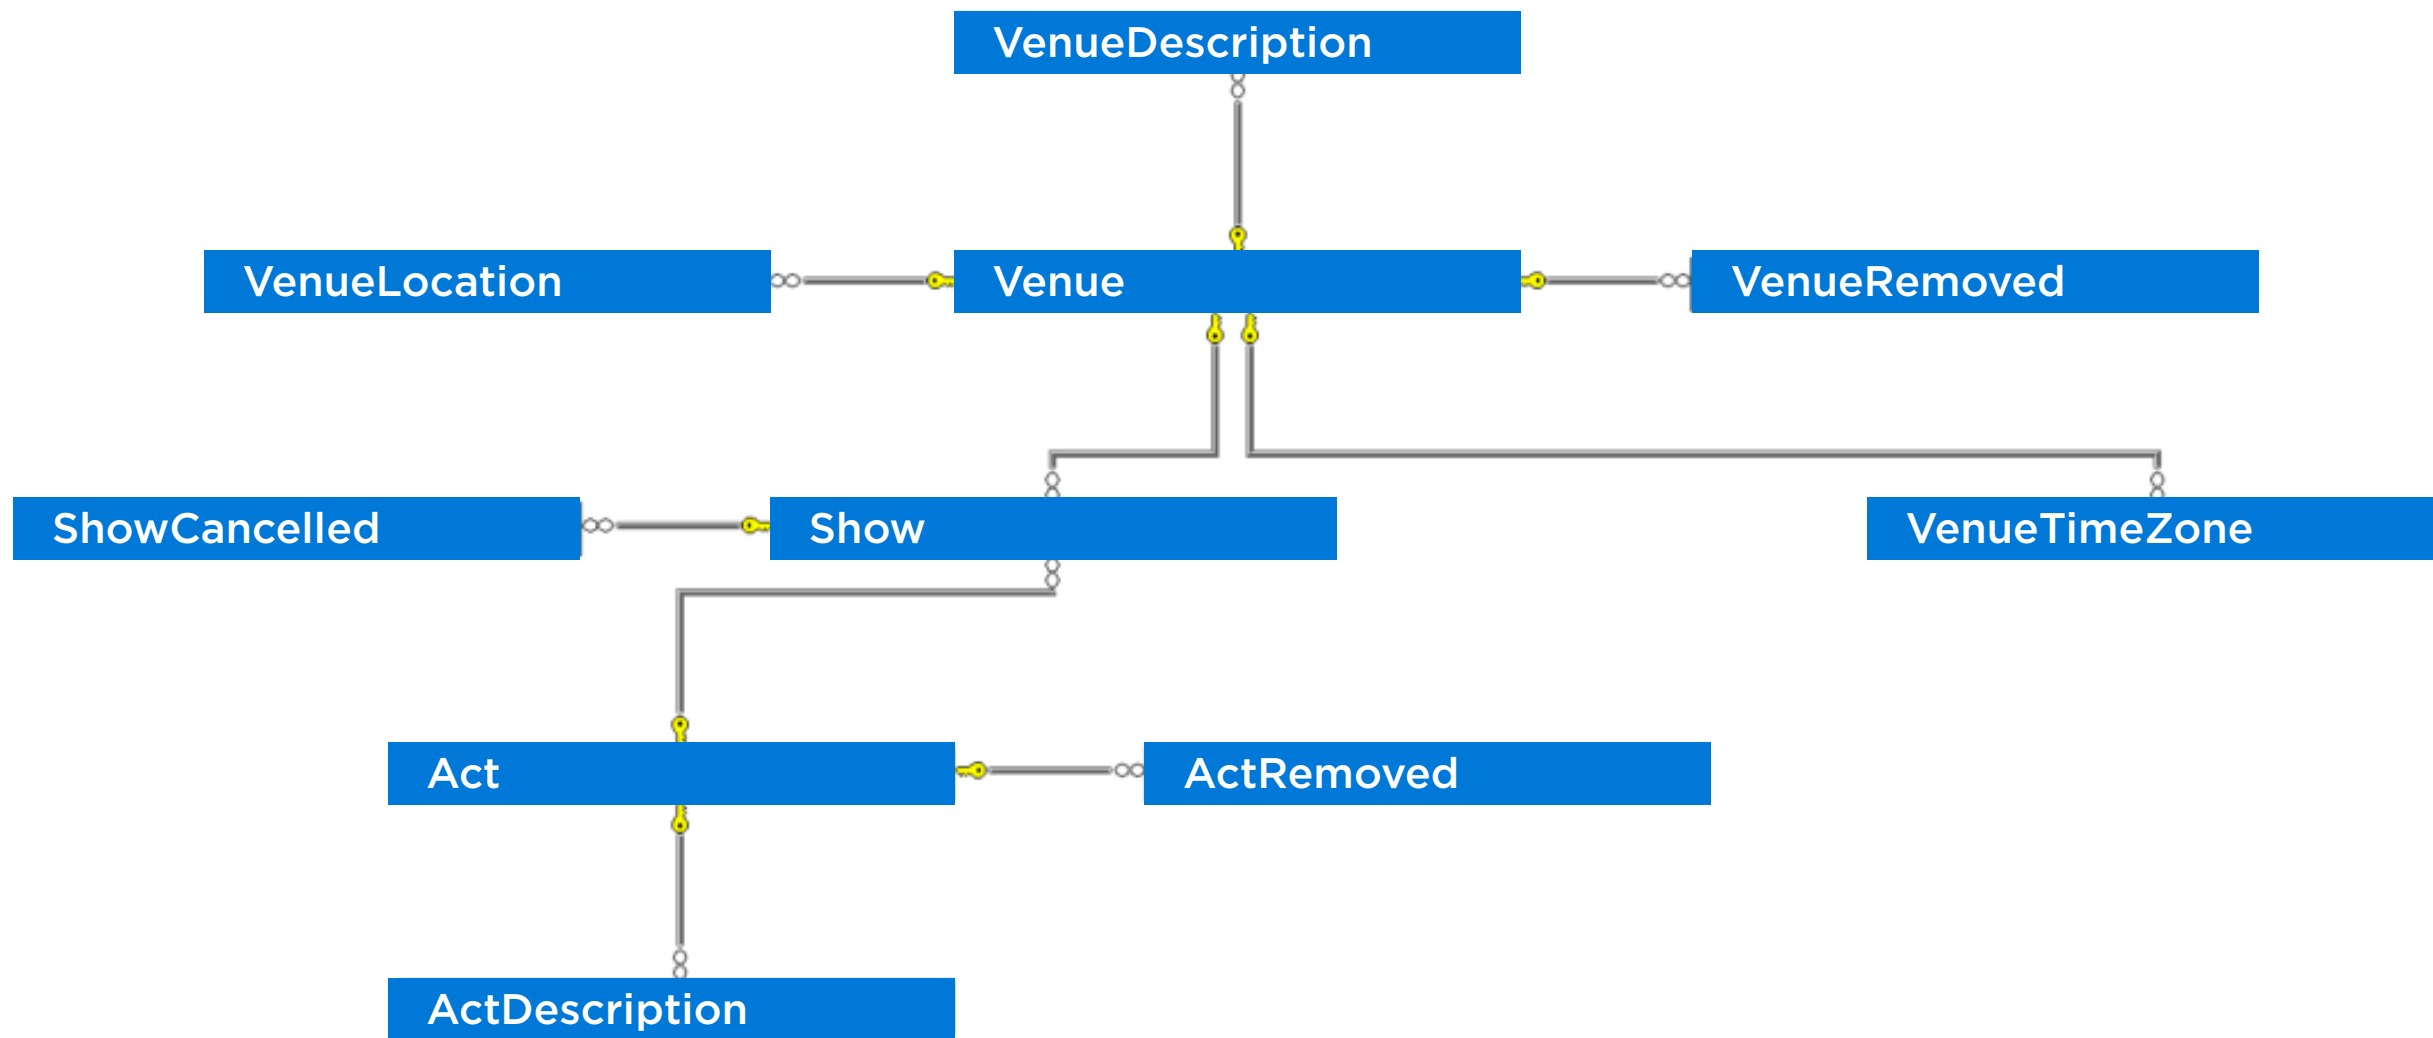 VenueDescription
VenueLocation
Venue
VenueRemoved
ShowCancelled
Show
VenueTimeZone
Act
ActRemoved
ActDescription